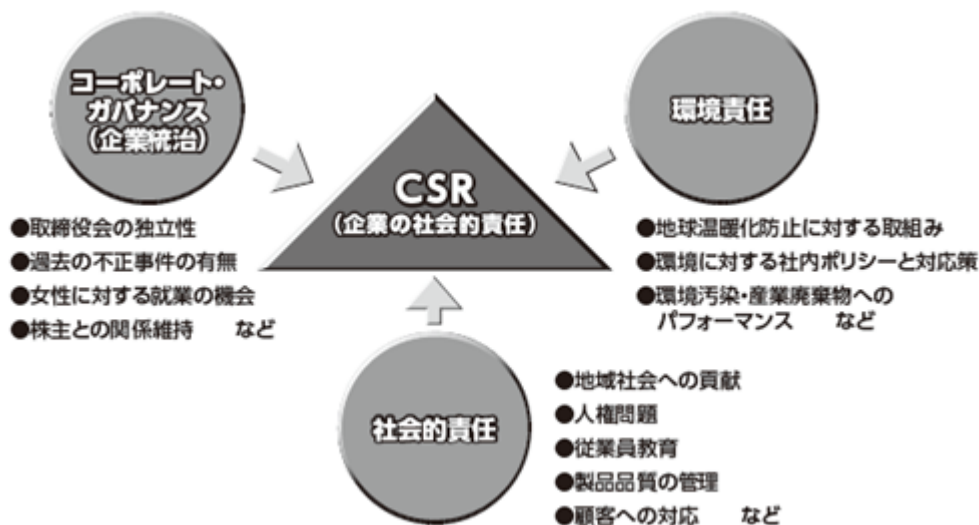 コーポレート・
ガバナンス
(企業統治)
●取締役会の独立性
●過去の不正事件の有無
●女性に対する就業の機会
●株主との関係維持　など
CSR
(企業の社会的責任)
環境責任
●地球温暖化防止に対する取組み
●環境に対する社内ポリシーと対応策
●環境汚染・産業廃棄物への
パフォーマンス　など
社会的責任
●地域社会への貢献
●人権問題
●従業員教育
●製品品質の管理
●顧客への対応　など